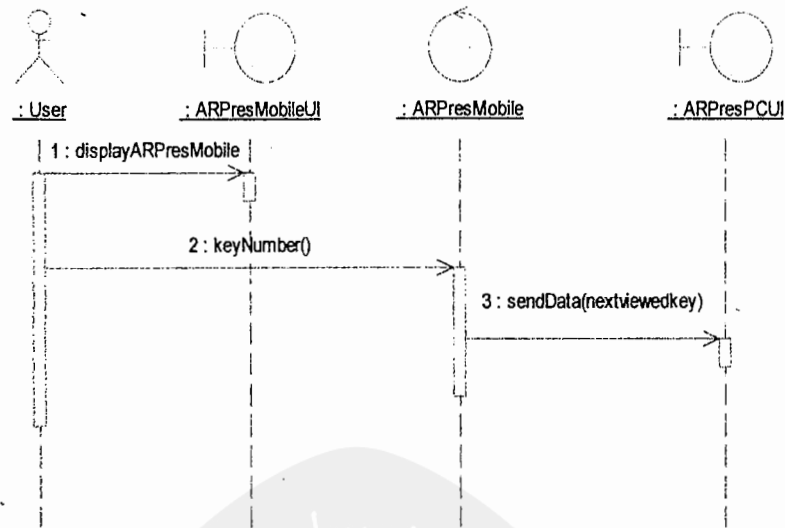 : User
: ARPresMobileUI
: ARPresMobile
: ARPresPCUI
1 : displayARPresMobile
2 : keyNumber()
3 : sendData(nextviewedkey)